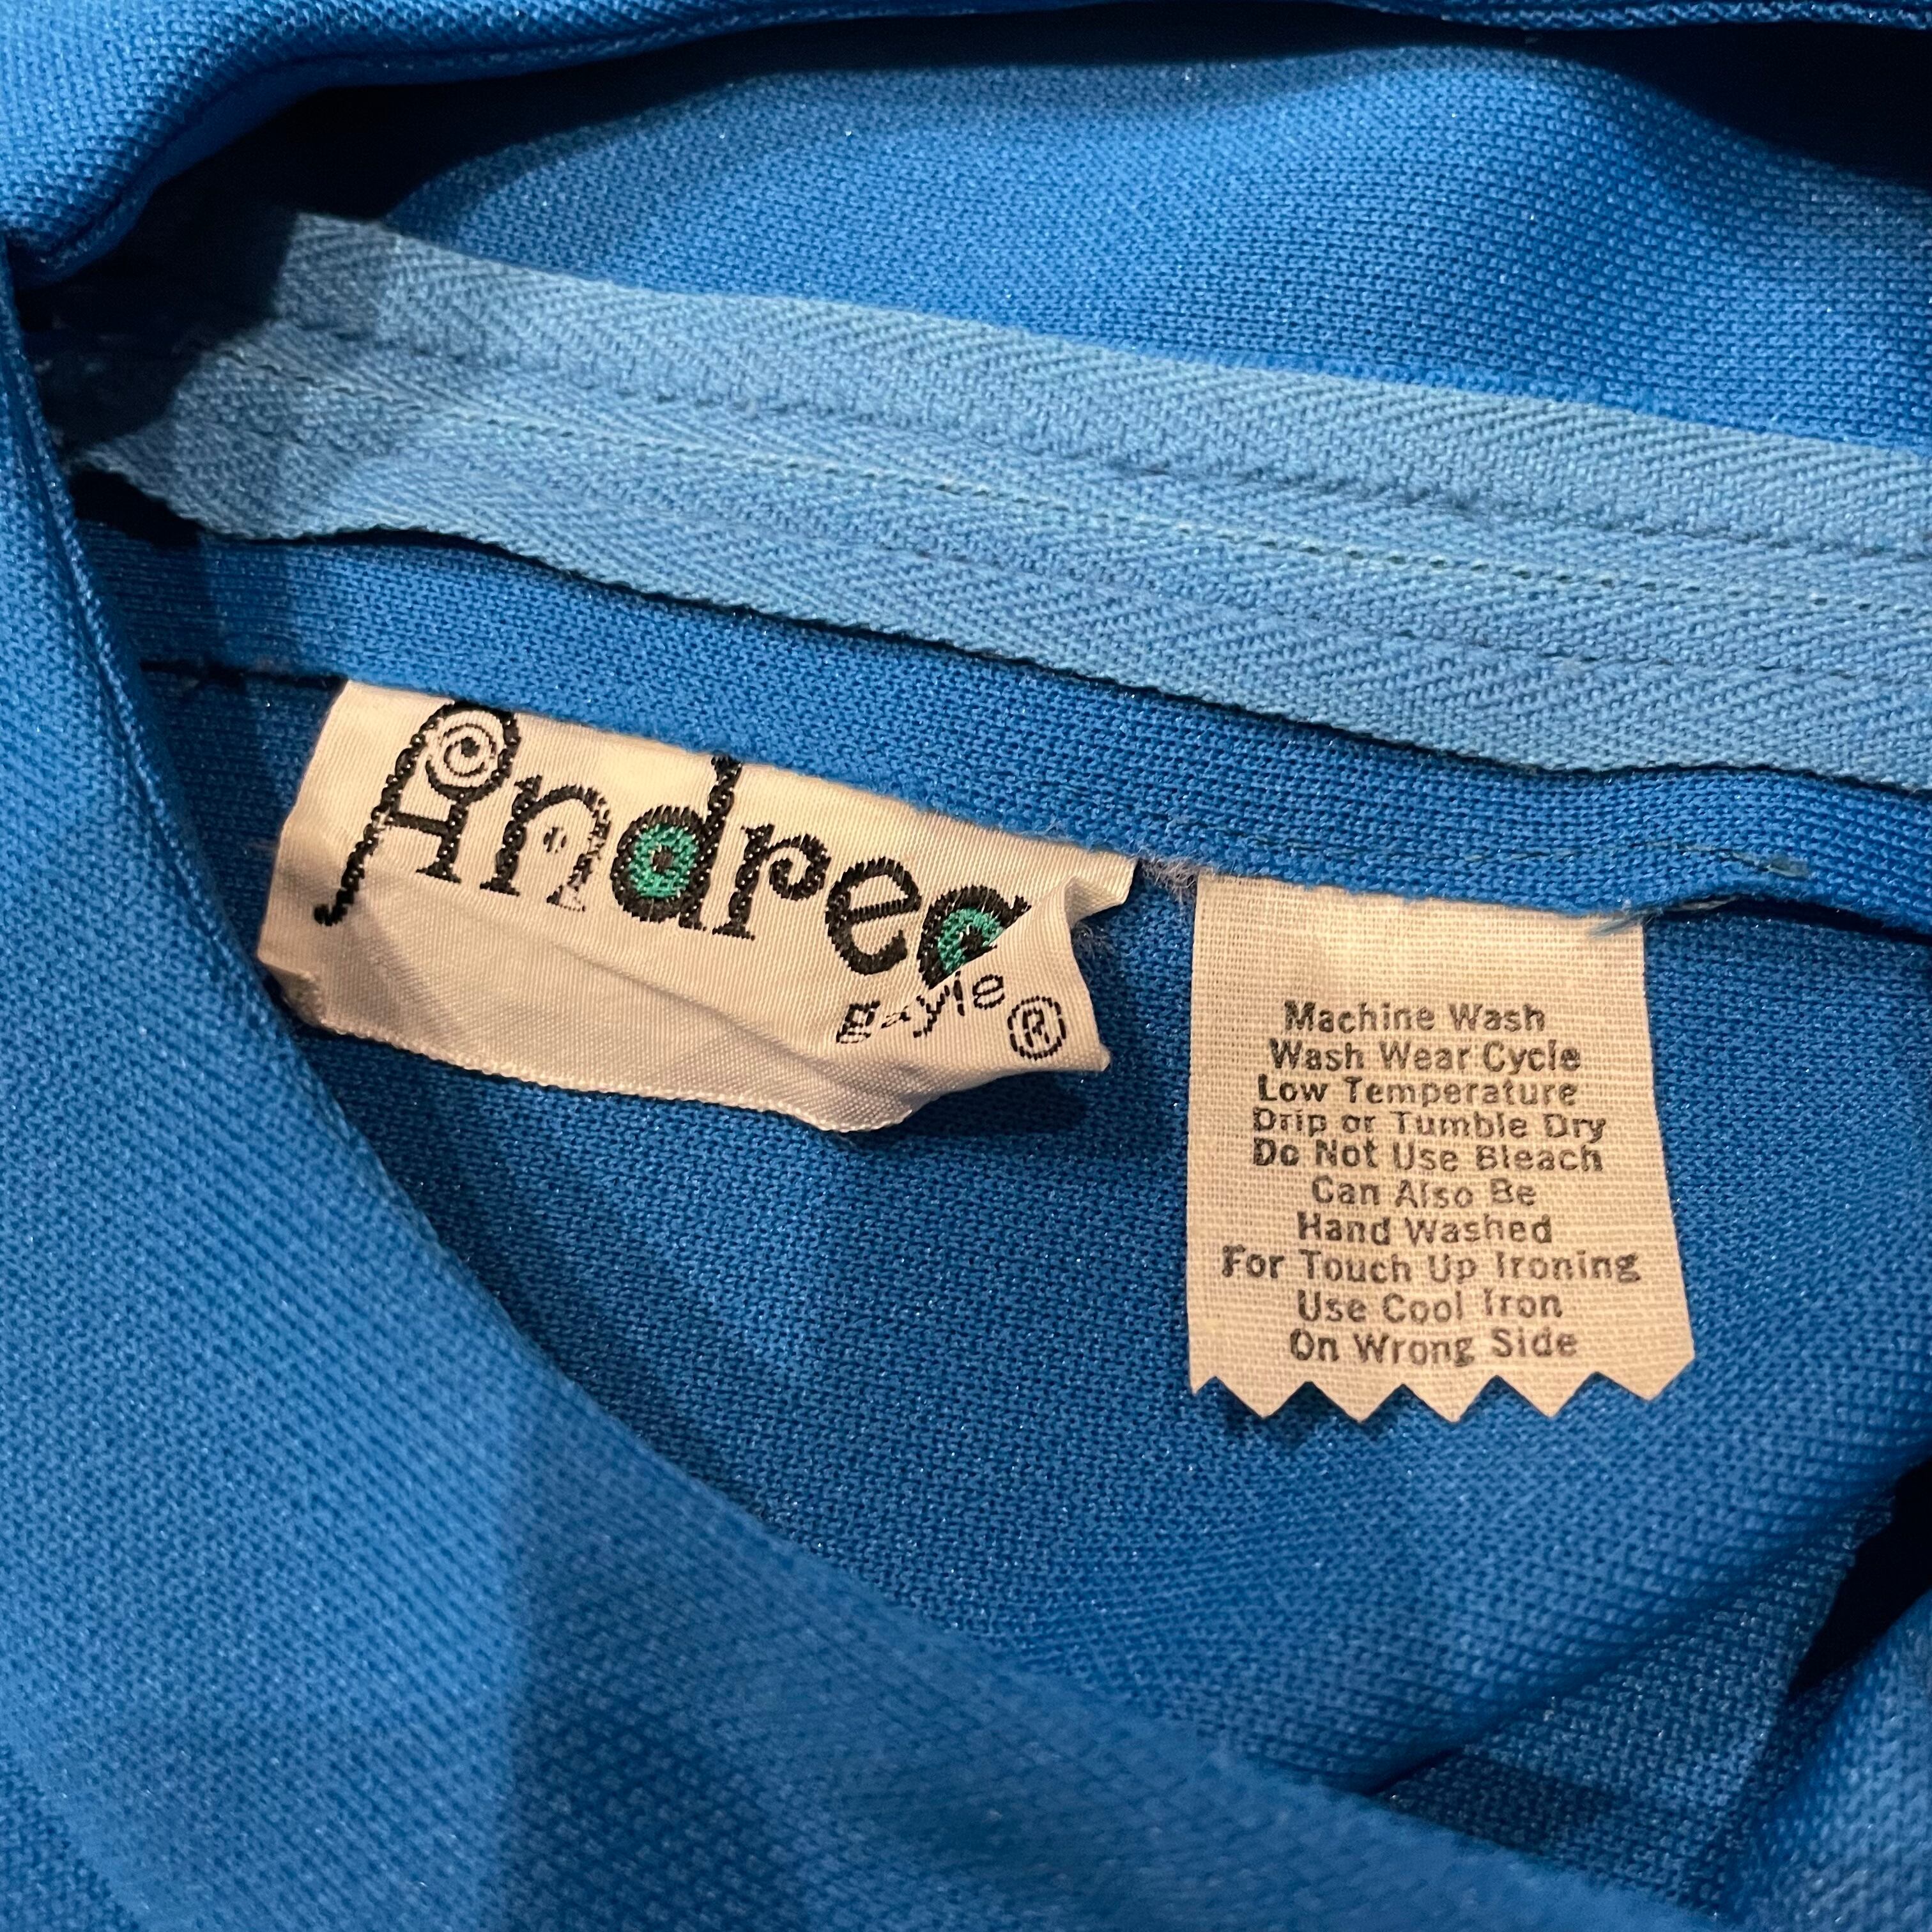 Andrea
gayle®
Machine Wash
Wash Wear Cycle
Low Temperature
Drip or Tumble Dry
Do Not Use Bleach
Can Also Be
Hand Washed
For Touch Up Ironing
Use Cool Iron
On Wrong Side